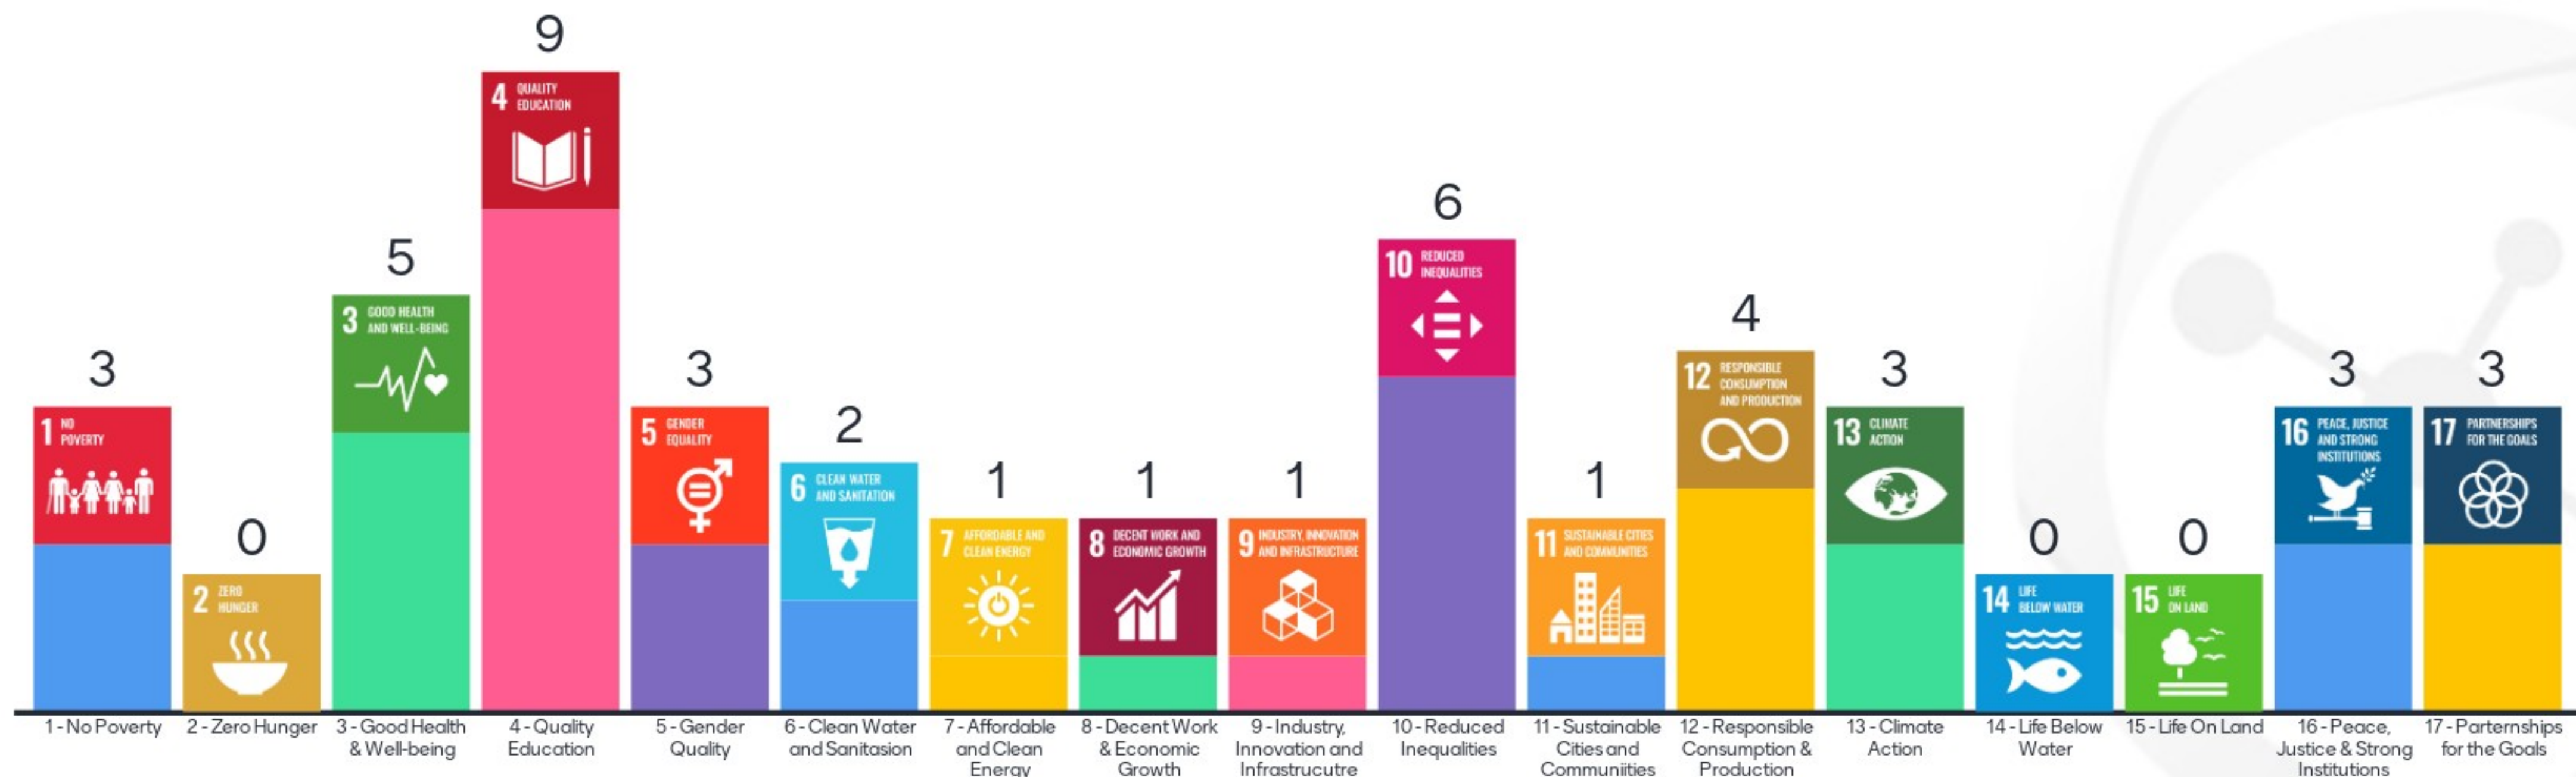 9
4 QUALITY
EDUCATION
6
10 REDUCED
INEQUALITIES
5
3 GOOD HEALTH
AND WELL-BEING
4
12 RESPONSIBLE
CONSUMPTION
AND PRODUCTION
3
1 NO
POVERTY
3
5 GENDER
EQUALITY
3
13 CLIMATE
ACTION
3
16 PEACE, JUSTICE
AND STRONG
INSTITUTIONS
3
17 PARTNERSHIPS
FOR THE GOALS
2
6 CLEAN WATER
AND SANITATION
1
7 AFFORDABLE AND
CLEAN ENERGY
1
8 DECENT WORK AND
ECONOMIC GROWTH
1
9 INDUSTRY, INNOVATION
AND INFRASTRUCTURE
1
11 SUSTAINABLE CITIES
AND COMMUNITIES
0
2 ZERO
HUNGER
0
14 LIFE
BELOW WATER
0
15 LIFE
ON LAND
1 - No Poverty
2 - Zero Hunger
3 - Good Health
& Well-being
4 - Quality
Education
5 - Gender
Quality
6 - Clean Water
and Sanitasion
7 - Affordable
and Clean
Energy
8 - Decent Work
& Economic
Growth
9 - Industry,
Innovation and
Infrastrucutre
10 - Reduced
Inequalities
11 - Sustainable
Cities and
Communiities
12 - Responsible
Consumption &
Production
13 - Climate
Action
14 - Life Below
Water
15 - Life On Land
16 - Peace,
Justice & Strong
Institutions
17 - Parternships
for the Goals